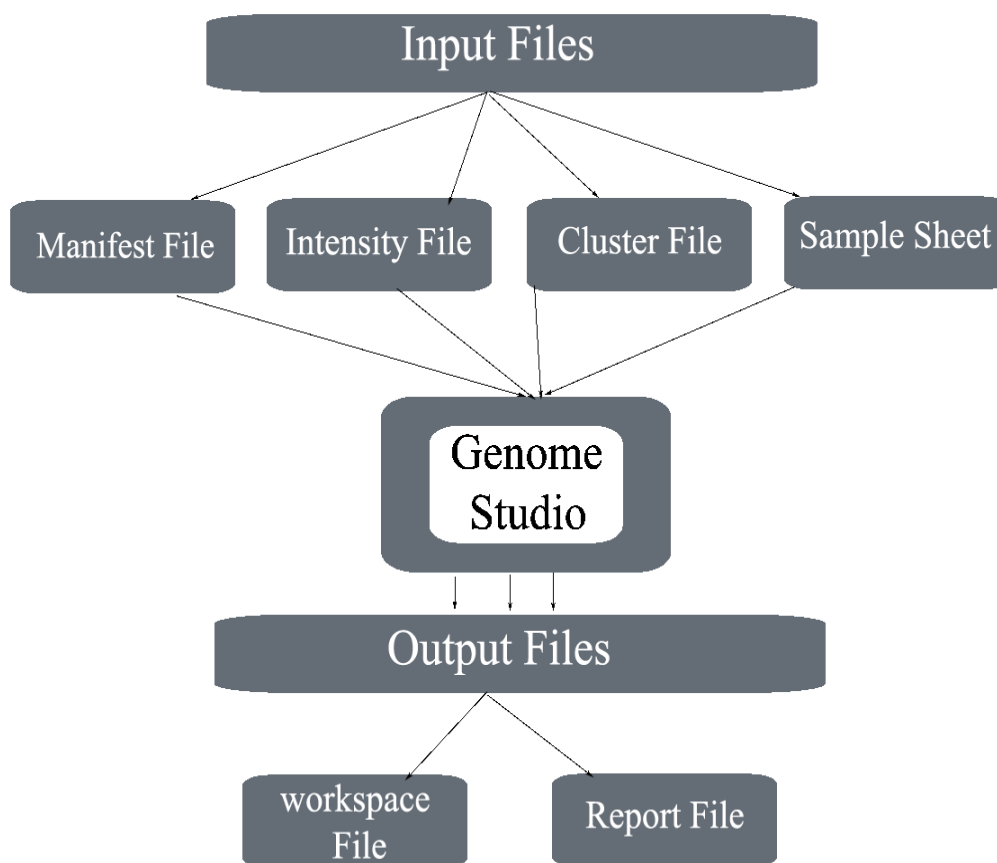 Input Files
Manifest File
Intensity File
Cluster File
Sample Sheet
Genome
Studio
Output Files
workspace
File
Report File